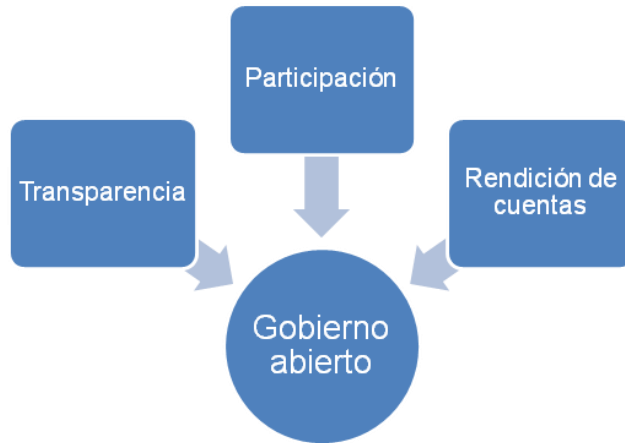 Participación
Transparencia
Rendición de
cuentas
Gobierno
abierto